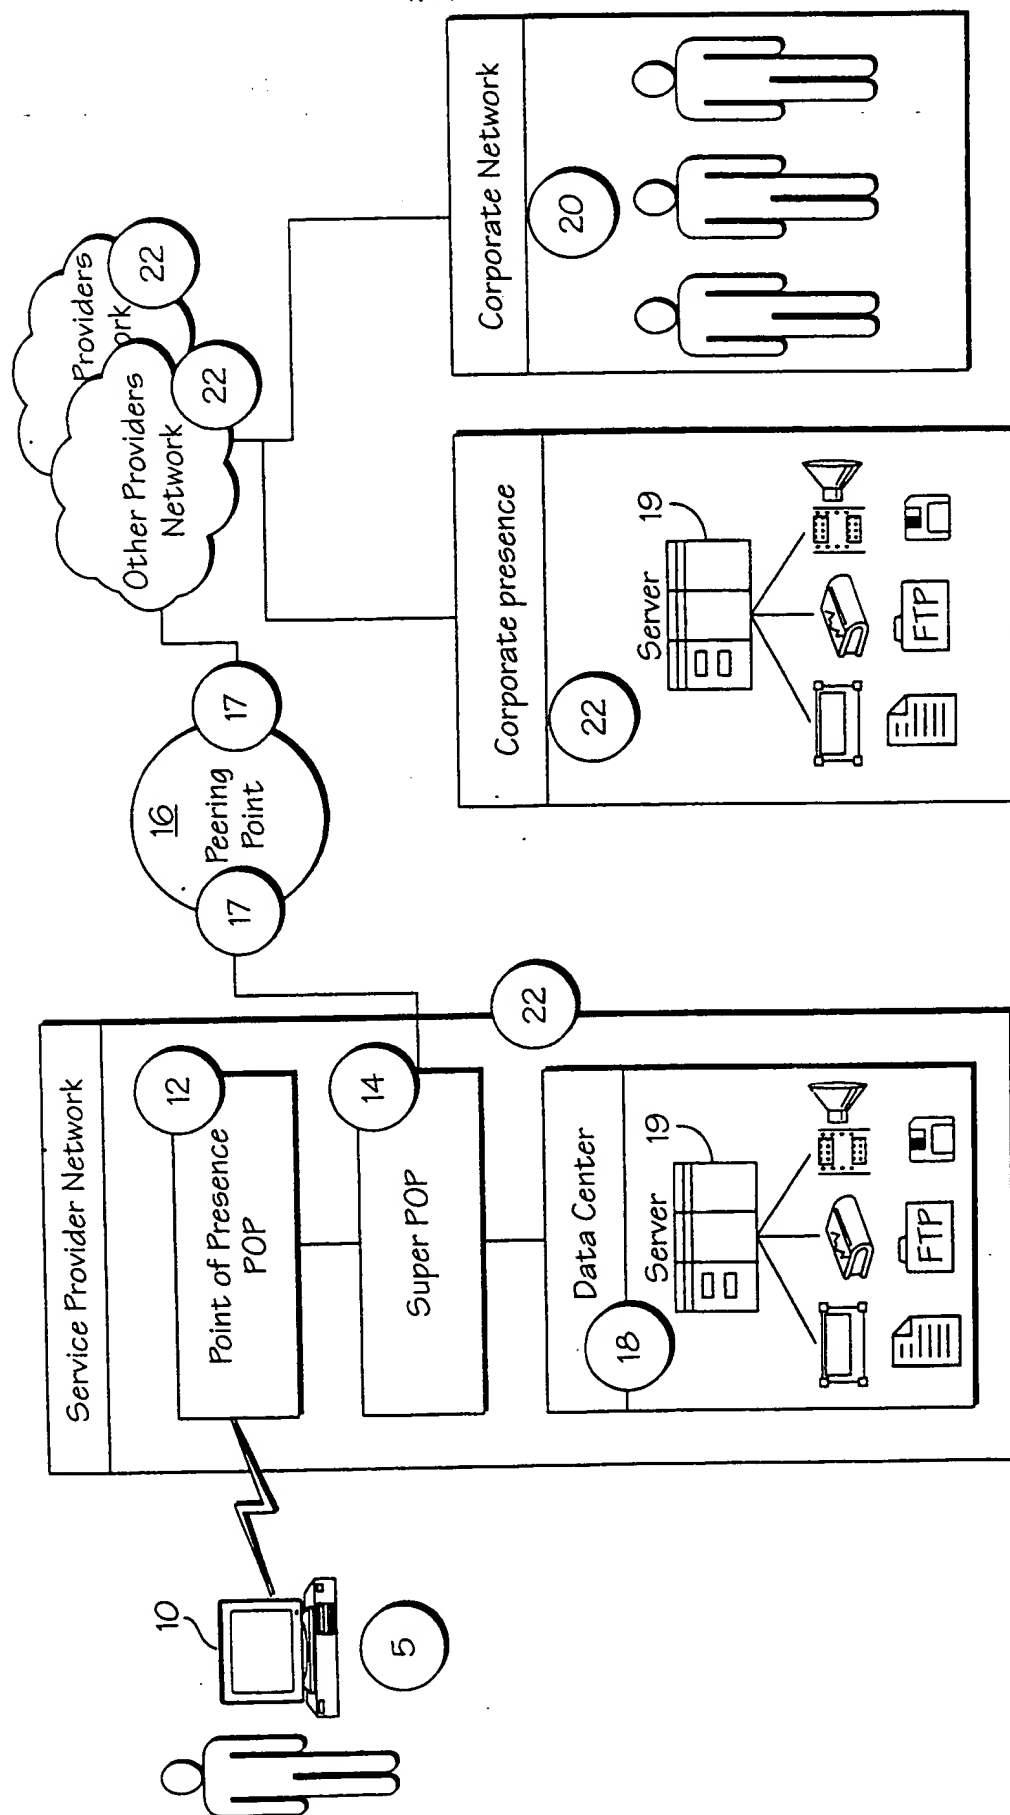 10
5
Service Provider Network
12
Point of Presence
POP
14
Super POP
Data Center
18
Server
19
FTP
22
17
16
Peering
Point
17
Other Providers
Network
22
Providers
ork
22
Corporate presence
22
Server
19
FTP
Corporate Network
20